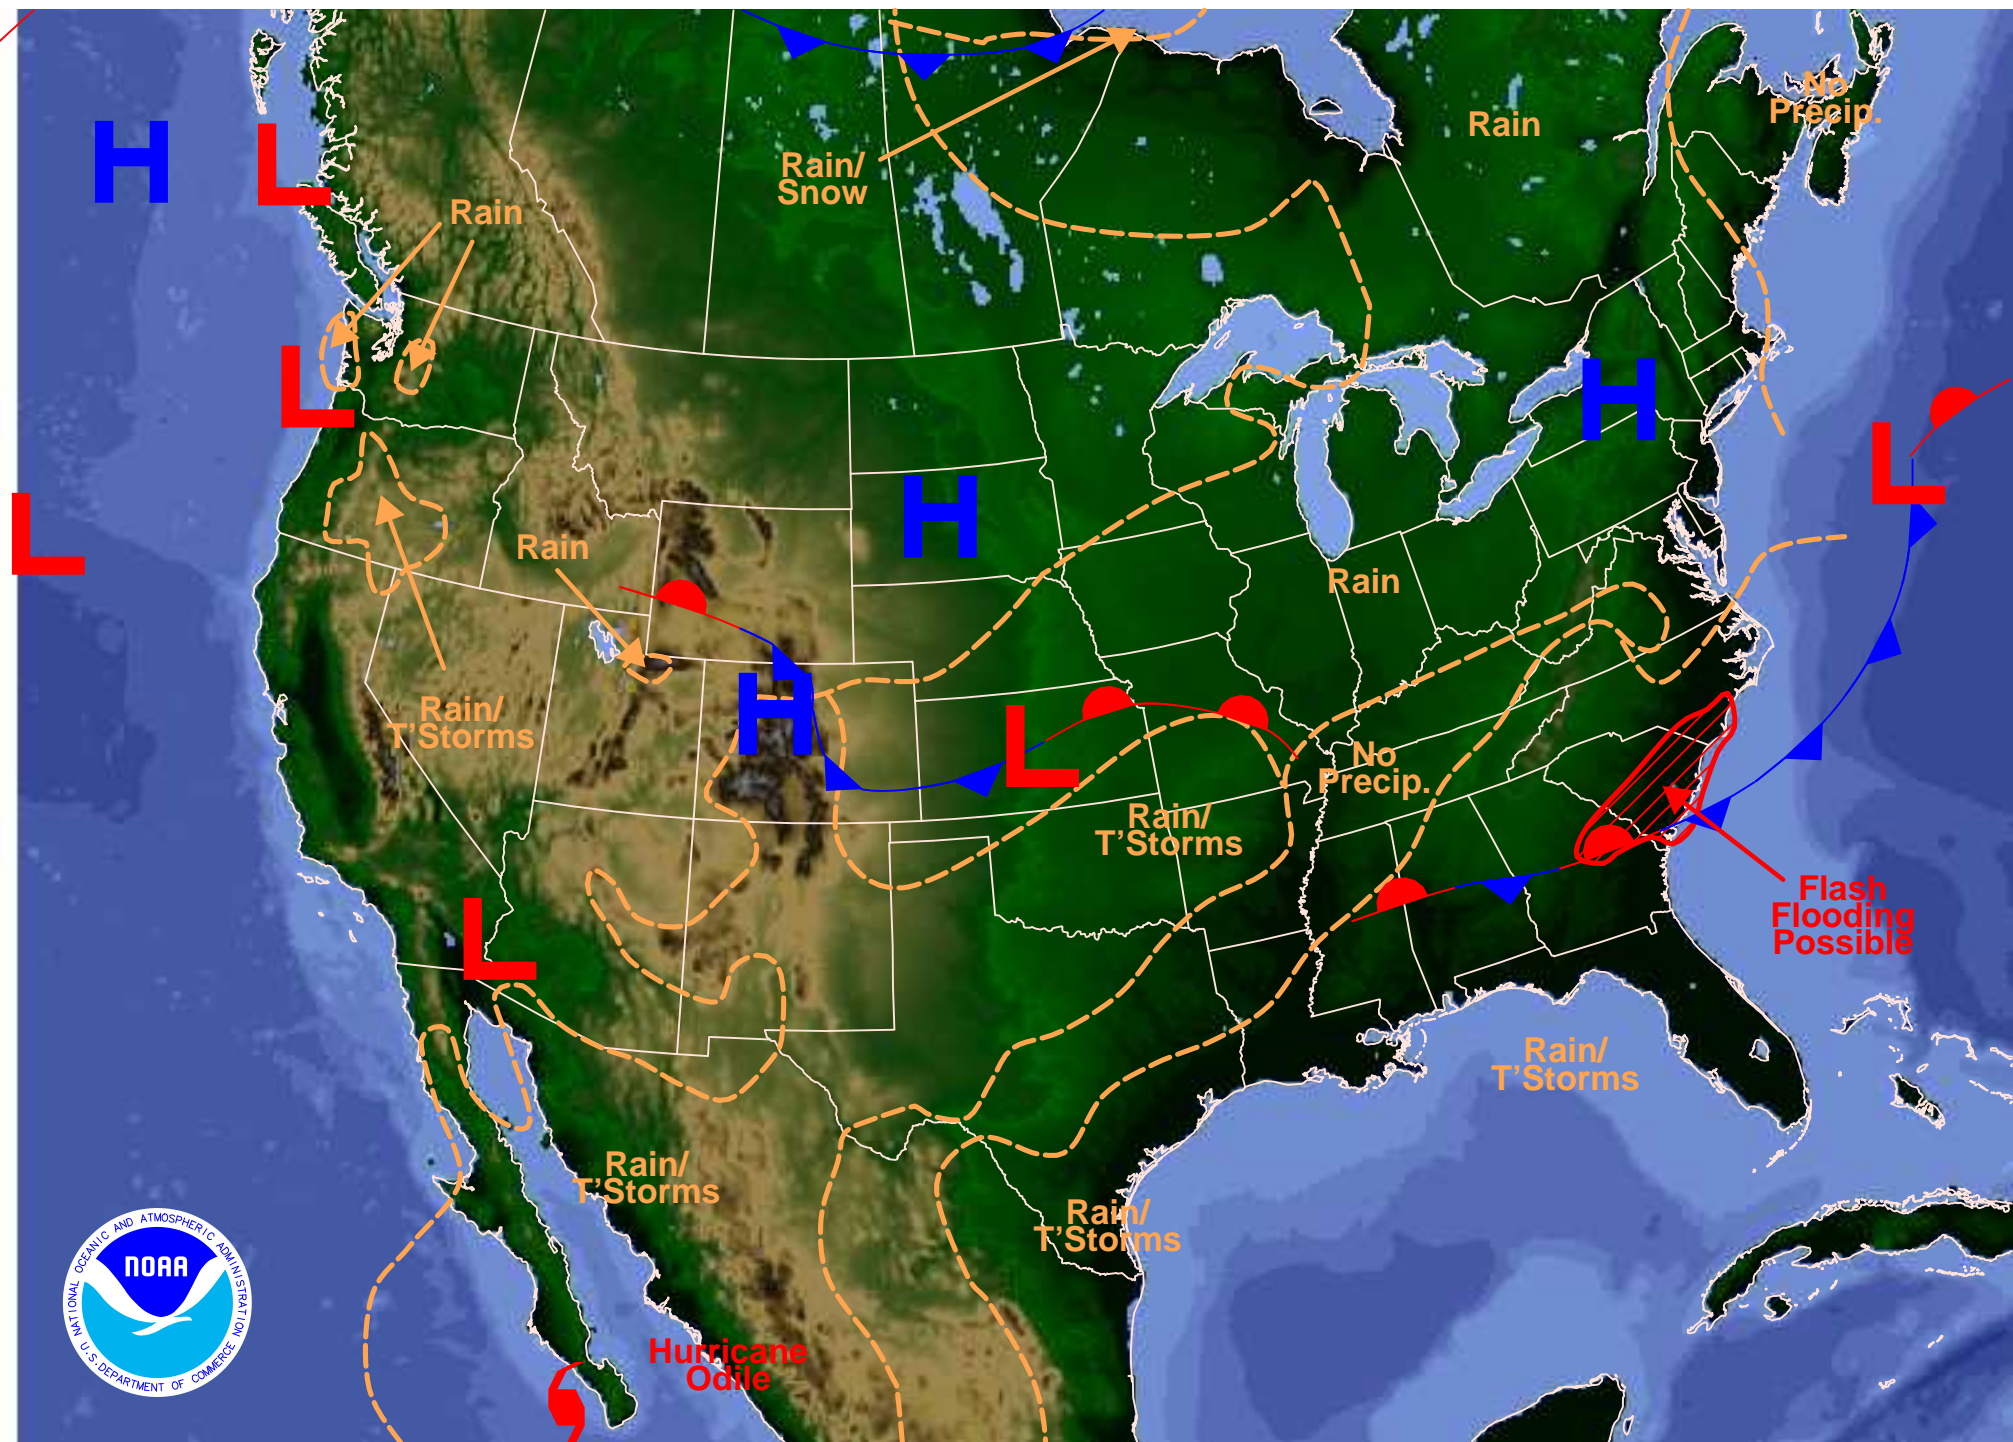 H
L
Rain
Rain/
Snow
Rain
No
Precip.
L
H
L
H
L
Rain
Rain
Rain/
T'Storms
H
L
No
Precip.
Rain/
T'Storms
L
Flash
Flooding
Possible
Rain/
T'Storms
Rain/
T'Storms
Rain/
T'Storms
Hurricane
Odile
NATIONAL OCEANIC AND ATMOSPHERIC ADMINISTRATION
NOAA
U.S. DEPARTMENT OF COMMERCE